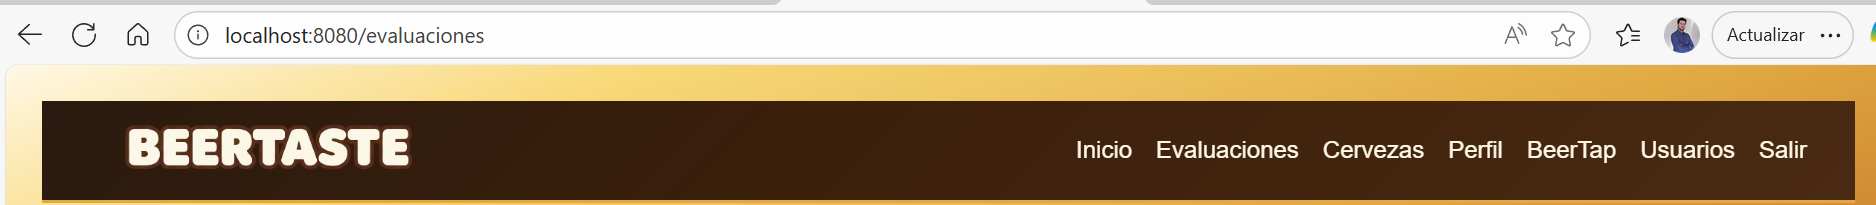 localhost:8080/evaluaciones
Actualizar
BEERTASTE
Inicio Evaluaciones Cervezas Perfil BeerTap Usuarios Salir